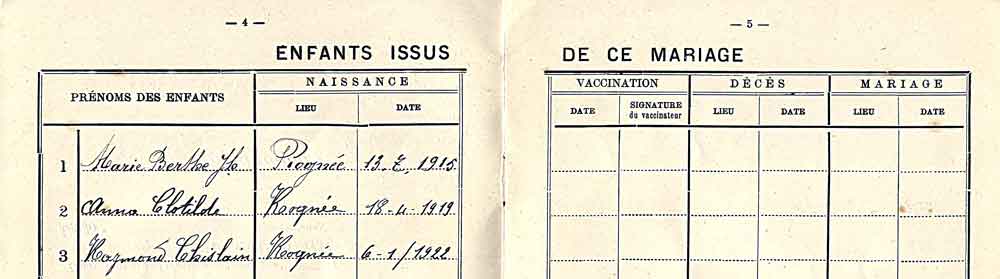 — 4 —
ENFANTS ISSUS
PRÉNOMS DES ENFANTS
NAISSANCE
LIEU DATE
1 Marie Berthe 1915
2 Anna Clotilde 18-4-1919
3 Raymond Ghislain 6-1/1922
— 5 —
DE CE MARIAGE
VACCINATION DÉCÈS MARIAGE
DATE SIGNATURE LIEU DATE LIEU DATE
du vaccinateur